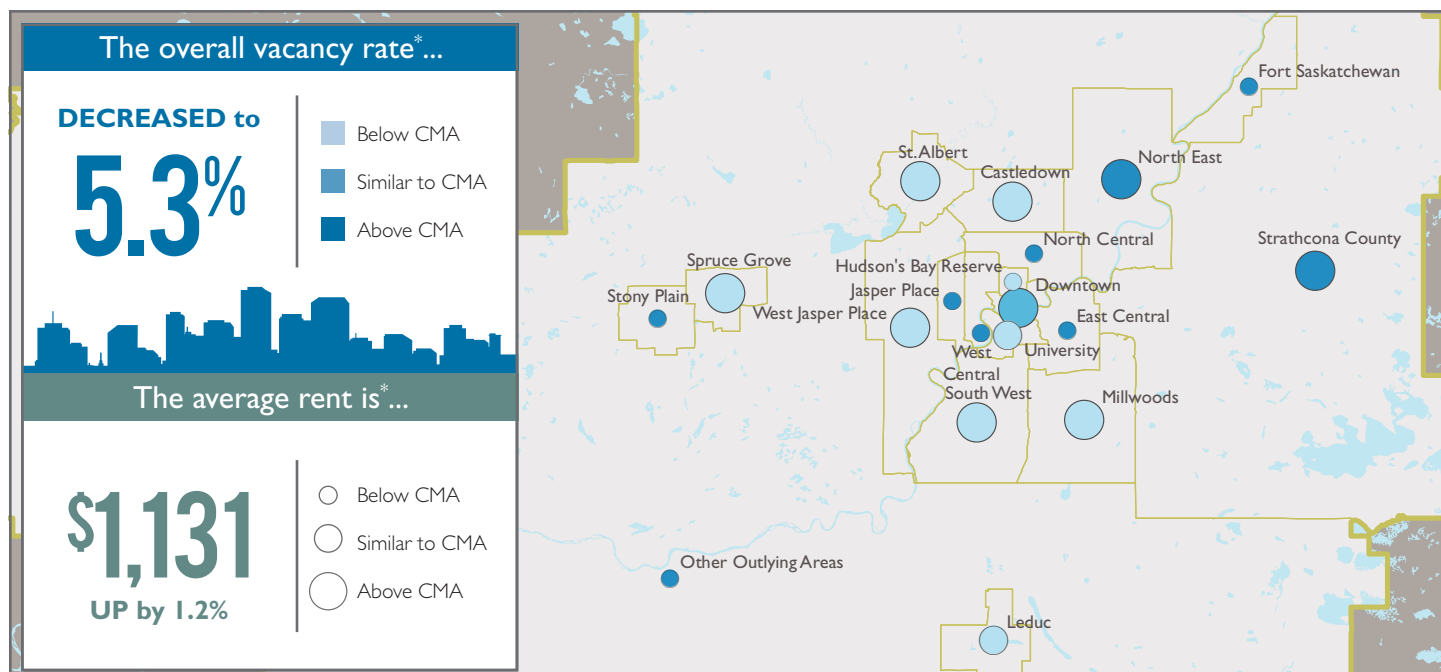 The overall vacancy rate*...
DECREASED to
5.3%
Below CMA
Similar to CMA
Above CMA
The average rent is*...
$1,131
UP by 1.2%
Below CMA
Similar to CMA
Above CMA
Fort Saskatchewan
St. Albert
Castledown
North East
North Central
Strathcona County
Spruce Grove
Hudson's Bay Reserve
Stony Plain
Jasper Place
Downtown
West Jasper Place
East Central
West
Central
University
South West
Millwoods
Other Outlying Areas
Leduc